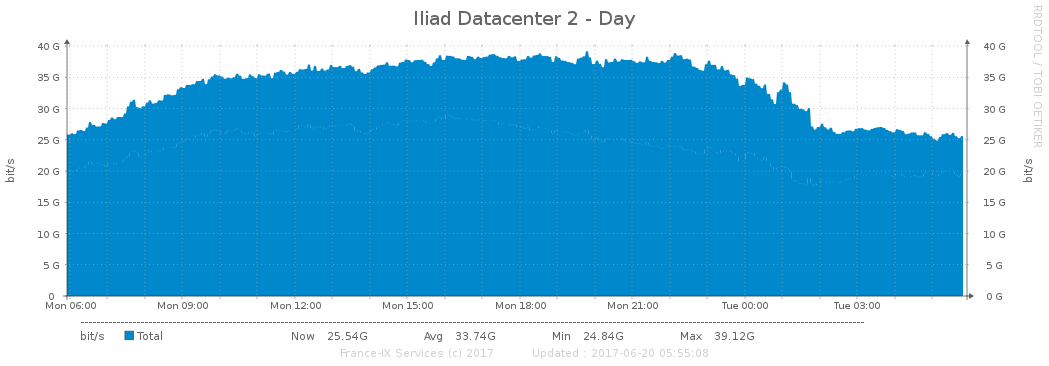 Iliad Datacenter 2 - Day
RRDTOOL / TOBI OETIKER
40 G 40 G
35 G 35 G
30 G 30 G
25 G 25 G
20 G 20 G
15 G 15 G
10 G 10 G
5 G 5 G
0 0 G
bit/s bit/s
Mon 06:00 Mon 09:00 Mon 12:00 Mon 15:00 Mon 18:00 Mon 21:00 Tue 00:00 Tue 03:00
bit/s Total Now 25.54G Avg 33.74G Min 24.84G Max 39.12G
France-IX Services (c) 2017 Updated : 2017-06-20 05:55:08